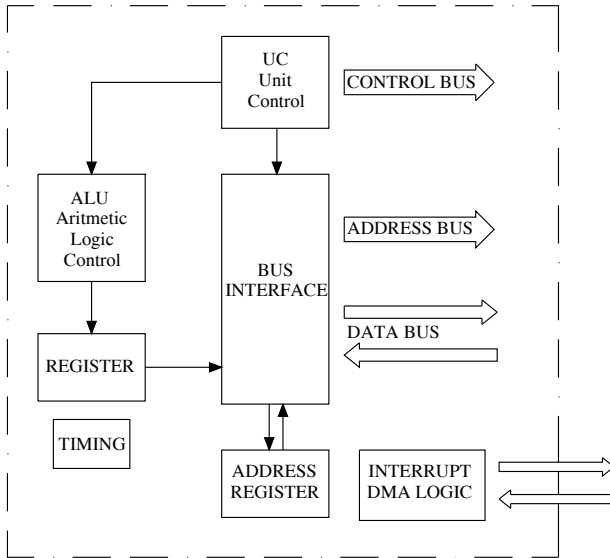 UC
Unit
Control
CONTROL BUS
ALU
Aritmetic
Logic
Control
ADDRESS BUS
BUS
INTERFACE
DATA BUS
REGISTER
TIMING
ADDRESS
REGISTER
INTERRUPT
DMA LOGIC